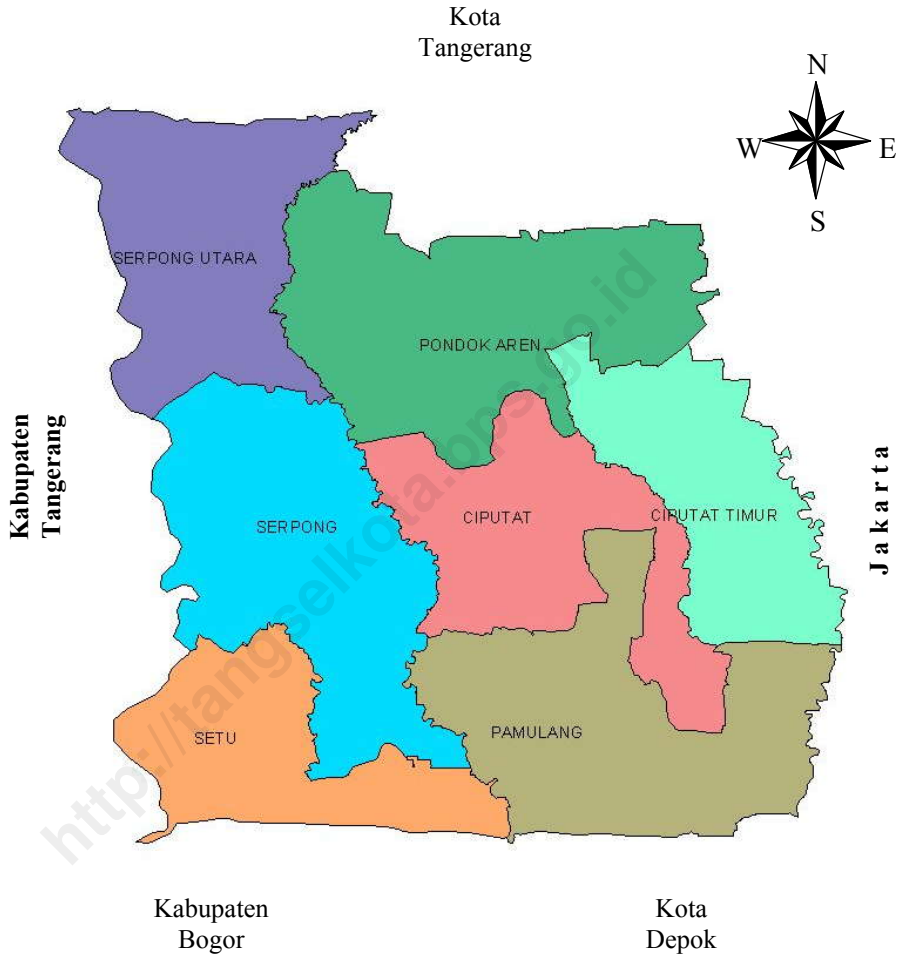 Kota
Tangerang
N
W
E
S
SERPONG UTARA
PONDOK AREN
Kabupaten
Tangerang
SERPONG
CIPUTAT
CIPUTAT TIMUR
Jakarta
SETU
PAMULANG
http://tangselkota.bps.go.id
Kabupaten
Bogor
Kota
Depok